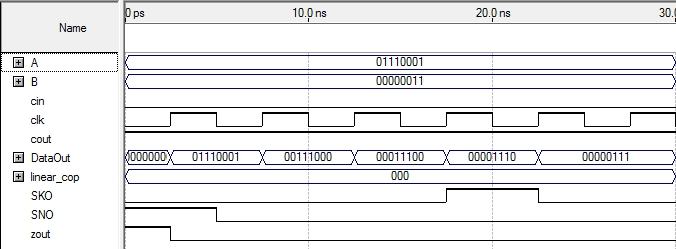 Name
0 ps 10.0 ns 20.0 ns 30.
A 01110001
B 00000011
cin
clk
cout
DataOut 000000 01110001 00111000 00011100 00001110 00000111
linear_cop 000
SKO
SNO
zout